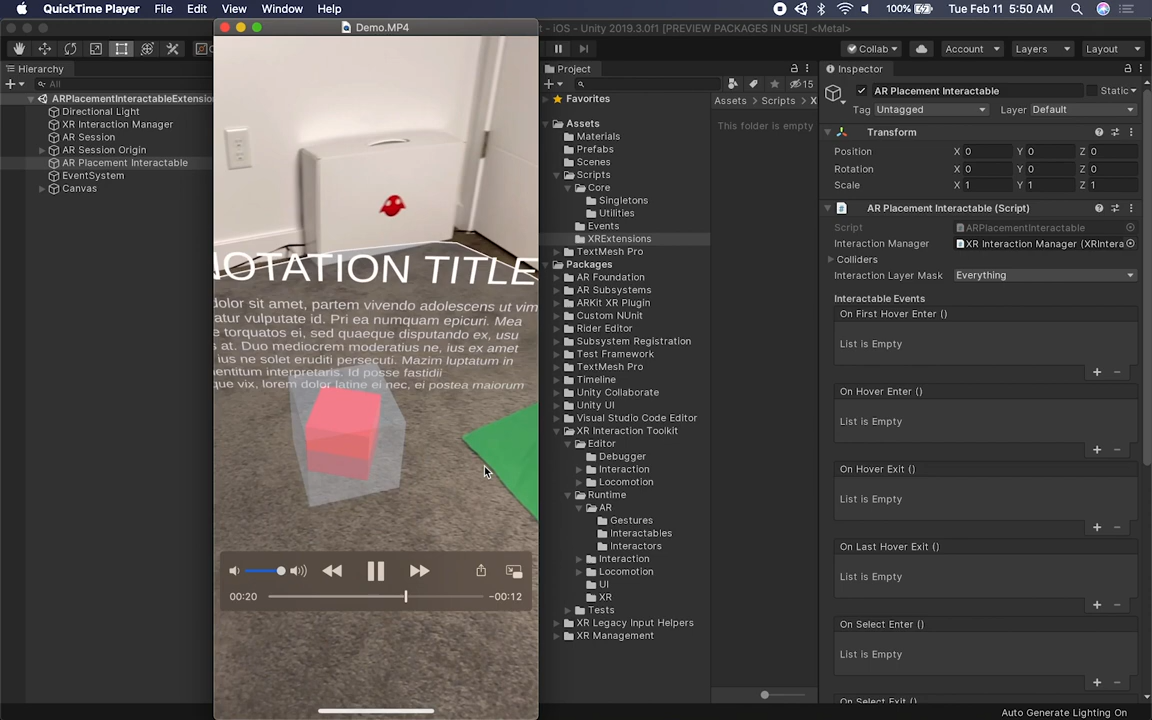 QuickTime Player File Edit View Window Help 100% Tue Feb 11 5:50 AM
Demo.MP4
- iOS - Unity 2019.3.0f1 [PREVIEW PACKAGES IN USE] <Metal>
Collab Account Layers Layout
Hierarchy
All
ARPlacementInteractableExtensio
Directional Light
XR Interaction Manager
AR Session
AR Session Origin
AR Placement Interactable
EventSystem
Canvas
NOTATION TITLE
dolor sit amet, partem vivendo adolescens ut vim
atur vulputate id. Pri ea numquam epicuri. Mea
e torquatos ei, sed quaeque disputando ex, usu
s at. Duo mediocrem moderatius ne, ius ex amet
ius ne solet eruditi persecuti. Mazim luptatum in
entitum interpretaris. Id posse fastidii
que vix, lorem dolor latine ei nec, ei postea maiorum
00:20 -00:12
Project
15
Assets > Scripts > X
This folder is empty
Favorites
Assets
Materials
Prefabs
Scenes
Scripts
Core
Singletons
Utilities
Events
XRExtensions
TextMesh Pro
Packages
AR Foundation
AR Subsystems
ARKit XR Plugin
Custom NUnit
Rider Editor
Subsystem Registration
Test Framework
TextMesh Pro
Timeline
Unity Collaborate
Unity UI
Visual Studio Code Editor
XR Interaction Toolkit
Editor
Debugger
Interaction
Locomotion
Runtime
AR
Gestures
Interactables
Interactors
Interaction
Locomotion
UI
XR
Tests
XR Legacy Input Helpers
XR Management
Inspector
AR Placement Interactable Static
Tag Untagged Layer Default
Transform
Position X 0 Y 0 Z 0
Rotation X 0 Y 0 Z 0
Scale X 1 Y 1 Z 1
AR Placement Interactable (Script)
Script ARPlacementInteractable
Interaction Manager XR Interaction Manager (XRIntera
Colliders
Interaction Layer Mask Everything
Interactable Events
On First Hover Enter ()
List is Empty
On Hover Enter ()
List is Empty
On Hover Exit ()
List is Empty
On Last Hover Exit ()
List is Empty
On Select Enter ()
List is Empty
On Select Exit ()
Auto Generate Lighting On